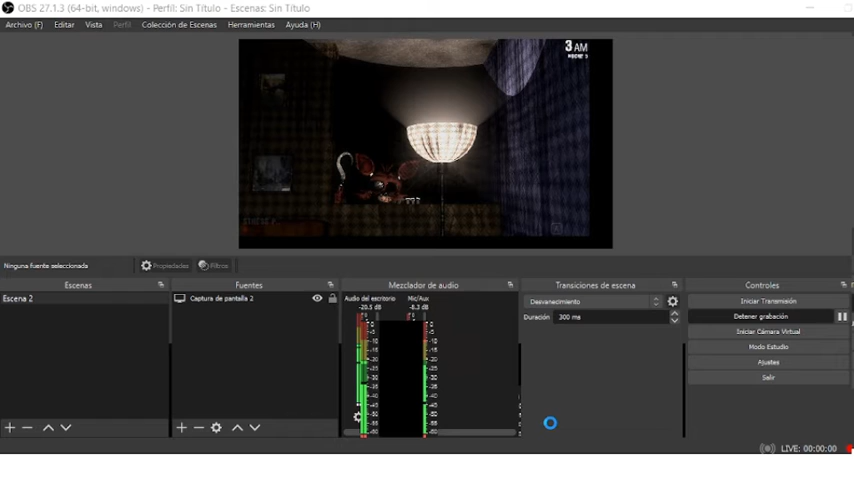 OBS 27.1.3 (64-bit, windows) - Perfil: Sin Título - Escenas: Sin Título
Archivo (F) Editar Vista Perfil Colección de Escenas Herramientas Ayuda (H)
3 AM
Ninguna fuente seleccionada Propiedades Filtros
Escenas Fuentes Mezclador de audio Transiciones de escena Controles
Escena 2
Captura de pantalla 2
Audio del escritorio Mic/Aux
-20.5 dB -8.3 dB
Desvanecimiento
Duración 300 ms
Iniciar Transmisión
Detener grabación
Iniciar Cámara Virtual
Modo Estudio
Ajustes
Salir
LIVE: 00:00:00